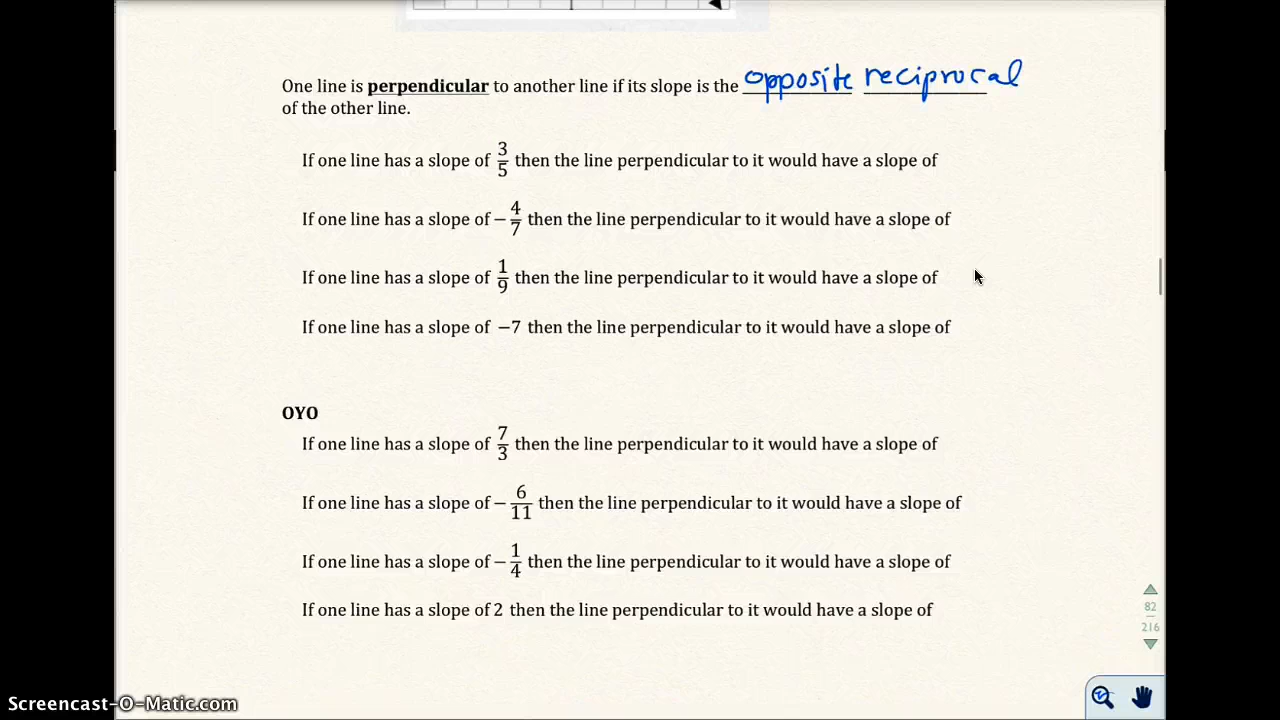 One line is perpendicular to another line if its slope is the opposite reciprocal
of the other line.
If one line has a slope of 3/5 then the line perpendicular to it would have a slope of
If one line has a slope of −4/7 then the line perpendicular to it would have a slope of
If one line has a slope of 1/9 then the line perpendicular to it would have a slope of
If one line has a slope of −7 then the line perpendicular to it would have a slope of
OYO
If one line has a slope of 7/3 then the line perpendicular to it would have a slope of
If one line has a slope of −6/11 then the line perpendicular to it would have a slope of
If one line has a slope of −1/4 then the line perpendicular to it would have a slope of
If one line has a slope of 2 then the line perpendicular to it would have a slope of
82
216
Screencast-O-Matic.com